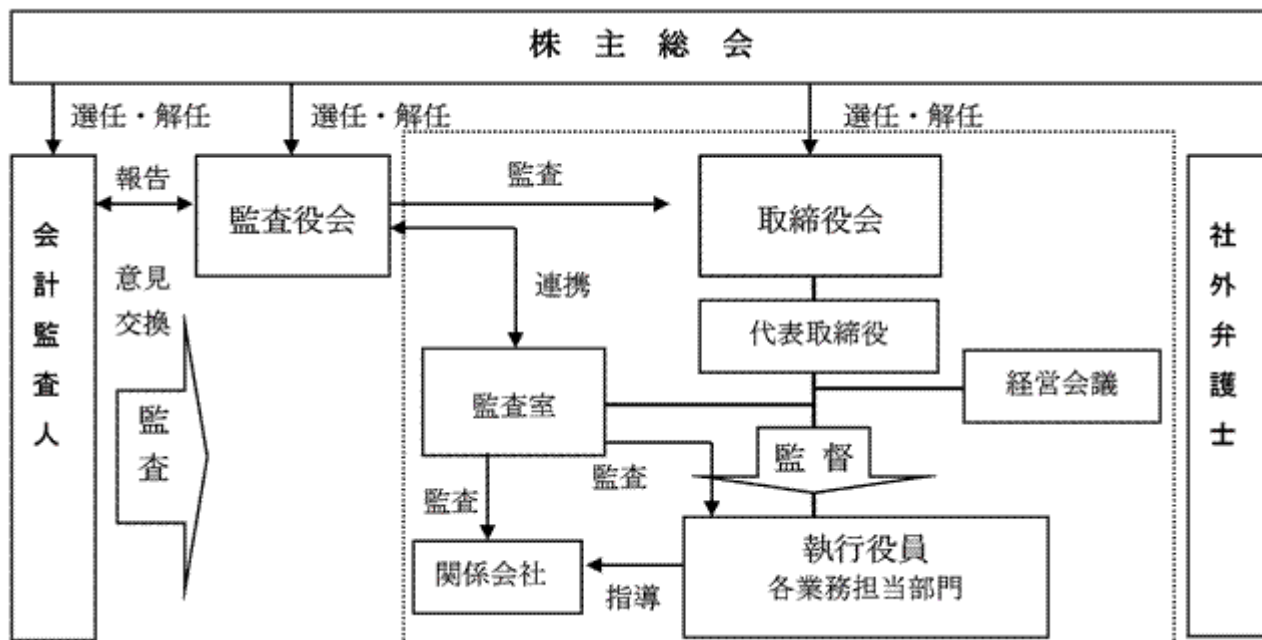 株主総会
選任・解任
選任・解任
選任・解任
報告
監査
監査役会
取締役会
会計監査人
社外弁護士
意見
交換
連携
代表取締役
監査室
経営会議
監査
監督
監査
監査
執行役員
各業務担当部門
関係会社
指導